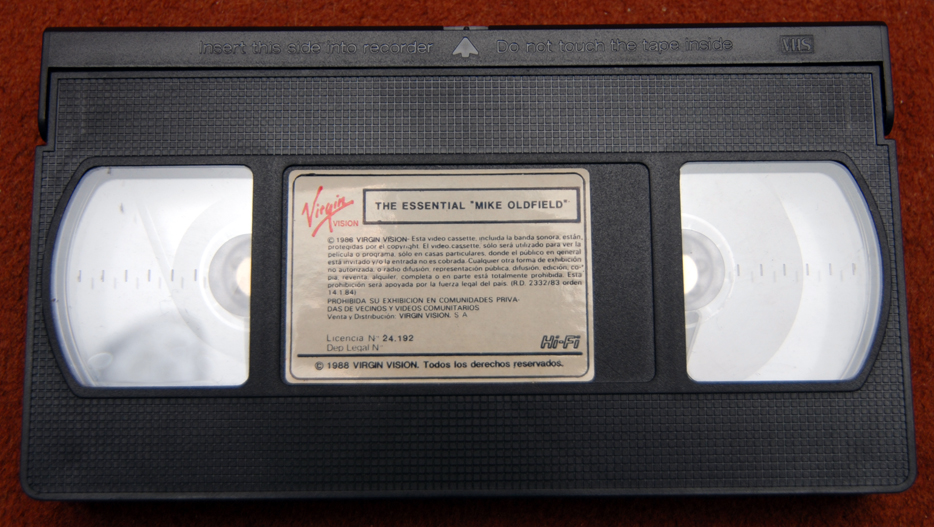 Insert this side into recorder Do not touch the tape inside VHS
Virgin
VISION
THE ESSENTIAL "MIKE OLDFIELD"
© 1986 VIRGIN VISION- Esta video cassette, incluida la banda sonora, están,
protegidas por el copyright. El video.cassette, sólo será utilizado para ver la
película o programa, sólo en casas particulares, donde el público en general
está invitado y/o la entrada no es cobrada. Cualquier otra forma de exhibición
no autorizada, o radio difusión, representación pública, difusión, edición, co-
pia, reventa, alquiler, completa o en parte está totalmente prohibida. Esta
prohibición será apoyada por la fuerza legal del país. (R.D. 2332/83 orden
14.1.84)
PROHIBIDA SU EXHIBICION EN COMUNIDADES PRIVA-
DAS DE VECINOS Y VIDEOS COMUNITARIOS
Venta y Distribución: VIRGIN VISION, S A
Licencia Nº 24.192
Dep Legal Nº
Hi-Fi
© 1988 VIRGIN VISION. Todos los derechos reservados.